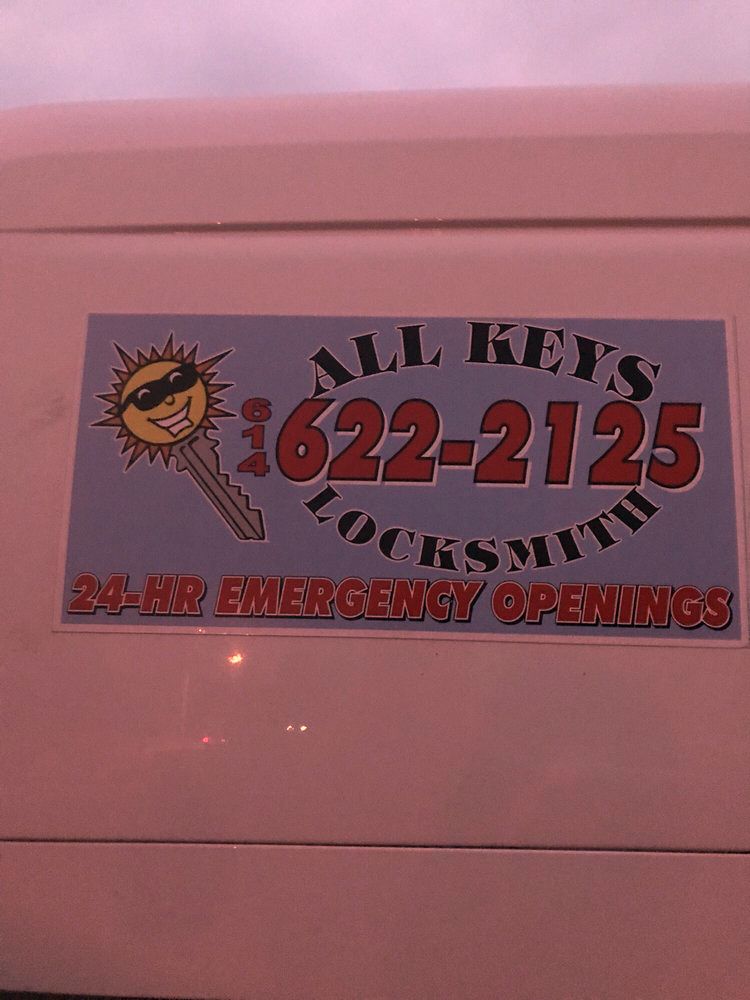 ALL KEYS
614 622-2125
LOCKSMITH
24-HR EMERGENCY OPENINGS